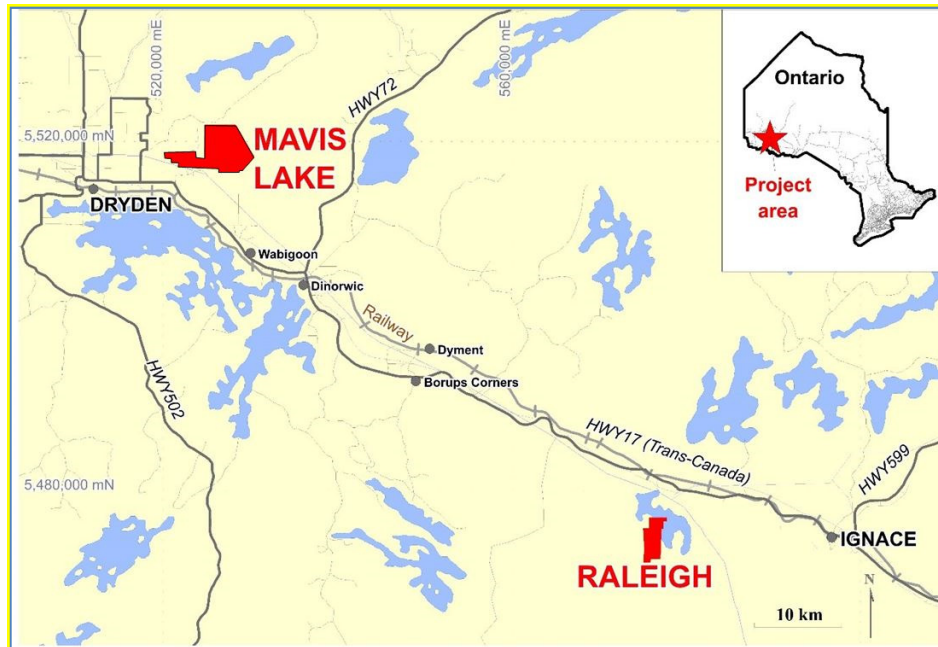 520,000 mE
560,000 mE
HWY72
Ontario
5,520,000 mN
MAVIS
LAKE
Project
area
DRYDEN
Wabigoon
Dinorwic
Railway
Dyment
Borups Corners
HWY502
HWY17 (Trans-Canada)
HWY599
5,480,000 mN
IGNACE
RALEIGH
N
10 km